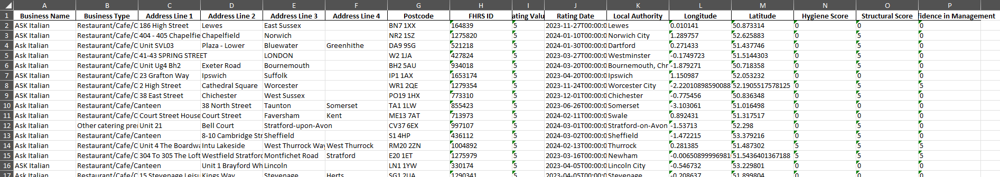 A B C D E F G H I J K L M N O P
1 Business Name Business Type Address Line 1 Address Line 2 Address Line 3 Address Line 4 Postcode FHRS ID ating Valu Rating Date Local Authority Longitude Latitude Hygiene Score Structural Score fidence in Management
2 ASK Italian Restaurant/Cafe/C 186 High Street Lewes East Sussex BN7 1XX 164839 5 2023-11-27T00:00:0 Lewes 0.010141 50.873314 0 0 0
3 ASK Italian Restaurant/Cafe/C 404 - 405 Chapelfie Chapelfield Norwich NR2 1SZ 1275820 5 2024-01-10T00:00:0 Norwich City 1.289757 52.625883 0 5 0
4 Ask Italian Restaurant/Cafe/C Unit SVL03 Plaza - Lower Bluewater Greenhithe DA9 9SG 521218 5 2024-01-30T00:00:0 Dartford 0.271433 51.437746 0 5 0
5 Ask Italian Restaurant/Cafe/C 41-43 SPRING STREET LONDON W2 1JA 427824 5 2023-03-27T00:00:0 Westminster -0.1749723 51.5144303 0 0 0
6 Ask Italian Restaurant/Cafe/C Unit Ug4 Bh2 Exeter Road Bournemouth BH2 5AU 934018 5 2024-03-20T00:00:0 Bournemouth, Chr -1.879271 50.718358 0 5 0
7 Ask Italian Restaurant/Cafe/C 23 Grafton Way Ipswich Suffolk IP1 1AX 1653174 5 2023-04-20T00:00:0 Ipswich 1.150987 52.053232 0 0 0
8 ASK Italian Restaurant/Cafe/C 2 High Street Cathedral Square Worcester WR1 2QE 1279354 5 2023-11-24T00:00:0 Worcester City -2.22010898590088 52.1905517578125 0 5 5
9 ASK Italian Restaurant/Cafe/C 38 East Street Chichester West Sussex PO19 1HX 773310 5 2023-12-01T00:00:0 Chichester -0.775456 50.836348 0 5 0
10 Ask Italian Restaurant/Cafe/Canteen 38 North Street Taunton Somerset TA1 1LW 855423 5 2023-06-26T00:00:0 Somerset -3.103061 51.016498 0 0 0
11 Ask Italian Restaurant/Cafe/C Court Street House Court Street Faversham Kent ME13 7AT 713973 5 2024-02-11T00:00:0 Swale 0.892431 51.317517 0 0 0
12 Ask Italian Other catering prer Unit 21 Bell Court Stratford-upon-Avon CV37 6EX 997107 5 2024-03-01T00:00:0 Stratford-on-Avon -1.53713 52.298 0 5 0
13 Ask Italian Restaurant/Cafe/Canteen 8-10 Cambridge Str Sheffield S1 4HP 436112 5 2024-03-02T00:00:0 Sheffield -1.472215 53.379216 0 5 0
14 Ask Italian Restaurant/Cafe/C Unit 4 The Boardwa Intu Lakeside West Thurrock Way West Thurrock RM20 2ZN 1004892 5 2024-02-13T00:00:0 Thurrock 0.281385 51.487302 5 5 5
15 Ask Italian Restaurant/Cafe/C 304 To 305 The Loft Westfield Stratford Montfichet Road Stratford E20 1ET 1275979 5 2023-03-16T00:00:0 Newham -0.0065089999698 51.5436401367188 5 5 5
16 Ask Italian Restaurant/Cafe/Canteen Unit 1 Brayford Wh Lincoln LN1 1YW 330174 5 2023-04-05T00:00:0 Lincoln City -0.546732 53.229801 0 0 0
17 Ask Italian Restaurant/Cafe/C 15 Stevenage Leisu Kings Way Stevenage Herts SG1 2UA 1290341 5 2023-04-05T00:00:0 Stevenage -0.208637 51.899804 0 5 0